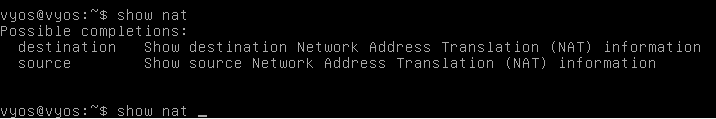 vyos@vyos:~$ show nat
Possible completions:
  destination   Show destination Network Address Translation (NAT) information
  source        Show source Network Address Translation (NAT) information
vyos@vyos:~$ show nat _